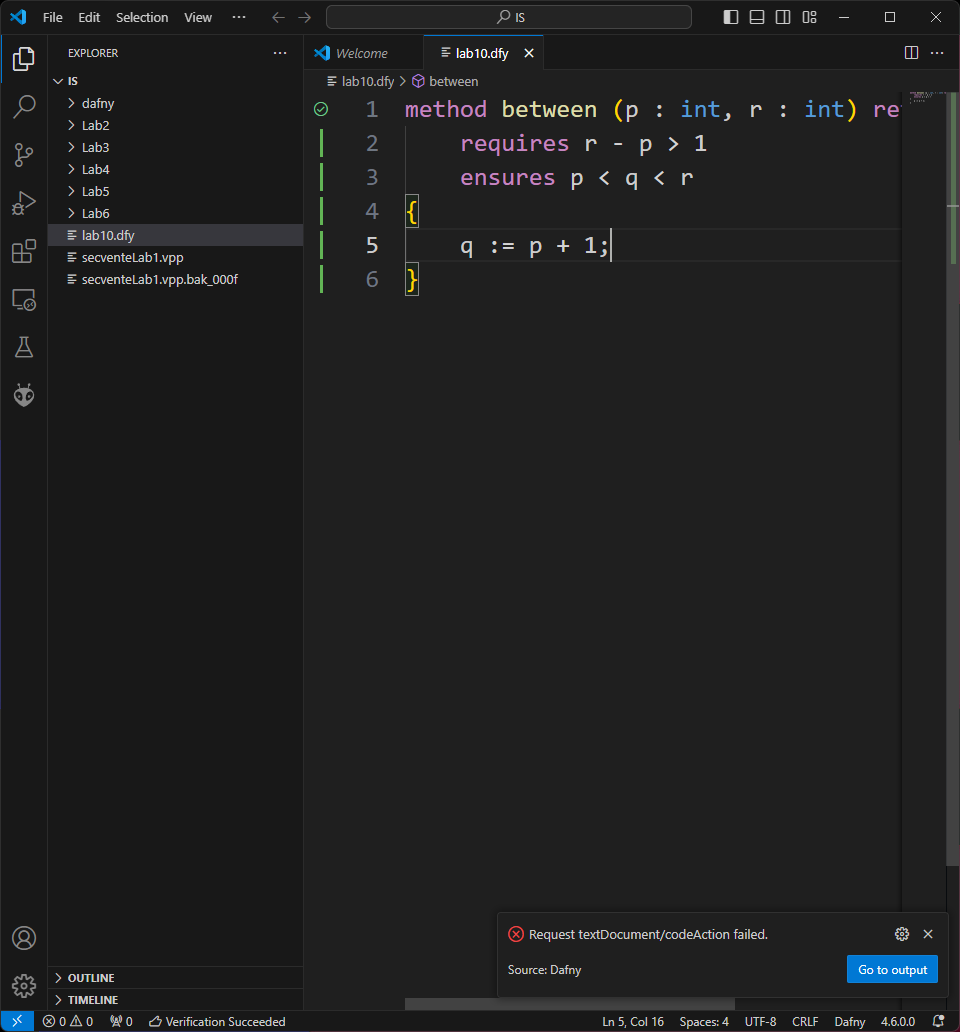 File Edit Selection View ··· IS
EXPLORER ···
Welcome lab10.dfy
IS
lab10.dfy > between
dafny
Lab2
Lab3
Lab4
Lab5
Lab6
lab10.dfy
secventeLab1.vpp
secventeLab1.vpp.bak_000f
1 method between (p : int, r : int) re
2 requires r - p > 1
3 ensures p < q < r
4 {
5 q := p + 1;
6 }
Request textDocument/codeAction failed.
Source: Dafny Go to output
OUTLINE
TIMELINE
0 0 0 Verification Succeeded Ln 5, Col 16 Spaces: 4 UTF-8 CRLF Dafny 4.6.0.0